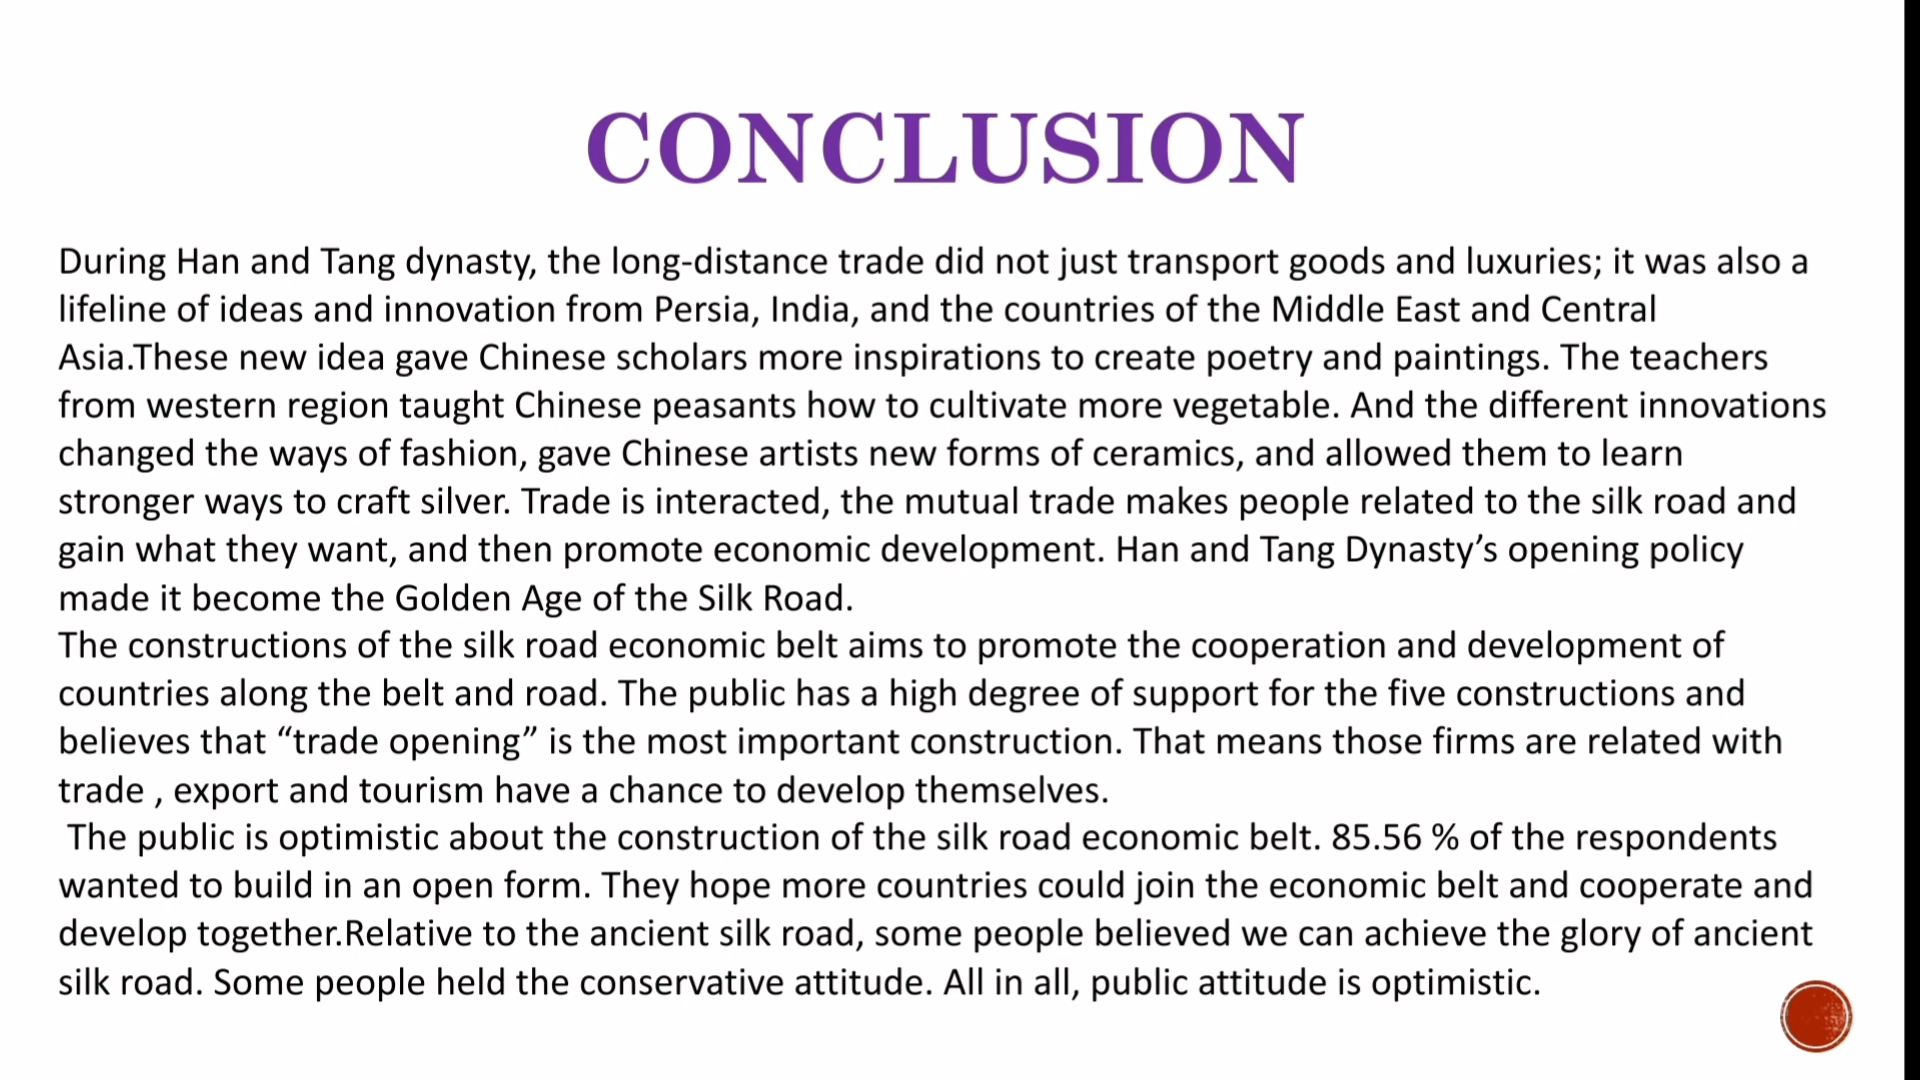 CONCLUSION
During Han and Tang dynasty, the long-distance trade did not just transport goods and luxuries; it was also a
lifeline of ideas and innovation from Persia, India, and the countries of the Middle East and Central
Asia.These new idea gave Chinese scholars more inspirations to create poetry and paintings. The teachers
from western region taught Chinese peasants how to cultivate more vegetable. And the different innovations
changed the ways of fashion, gave Chinese artists new forms of ceramics, and allowed them to learn
stronger ways to craft silver. Trade is interacted, the mutual trade makes people related to the silk road and
gain what they want, and then promote economic development. Han and Tang Dynasty’s opening policy
made it become the Golden Age of the Silk Road.
The constructions of the silk road economic belt aims to promote the cooperation and development of
countries along the belt and road. The public has a high degree of support for the five constructions and
believes that “trade opening” is the most important construction. That means those firms are related with
trade , export and tourism have a chance to develop themselves.
The public is optimistic about the construction of the silk road economic belt. 85.56 % of the respondents
wanted to build in an open form. They hope more countries could join the economic belt and cooperate and
develop together.Relative to the ancient silk road, some people believed we can achieve the glory of ancient
silk road. Some people held the conservative attitude. All in all, public attitude is optimistic.